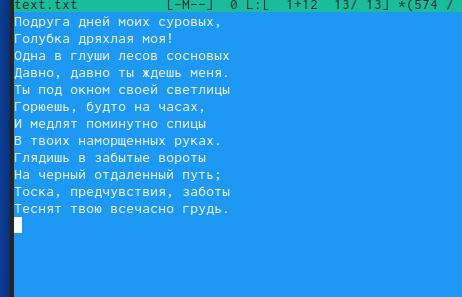 text.txt [-M--] 0 L:[ 1+12 13/ 13] *(574 /
Подруга дней моих суровых,
Голубка дряхлая моя!
Одна в глуши лесов сосновых
Давно, давно ты ждешь меня.
Ты под окном своей светлицы
Горюешь, будто на часах,
И медлят поминутно спицы
В твоих наморщенных руках.
Глядишь в забытые вороты
На черный отдаленный путь;
Тоска, предчувствия, заботы
Теснят твою всечасно грудь.